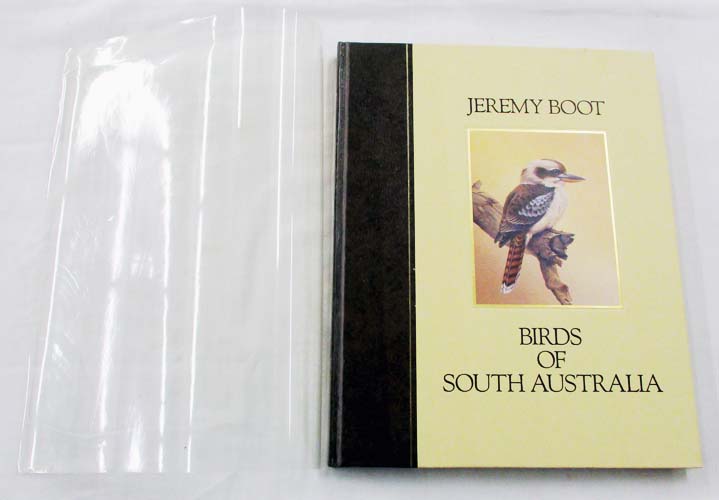 JEREMY BOOT
BIRDS
OF
SOUTH AUSTRALIA